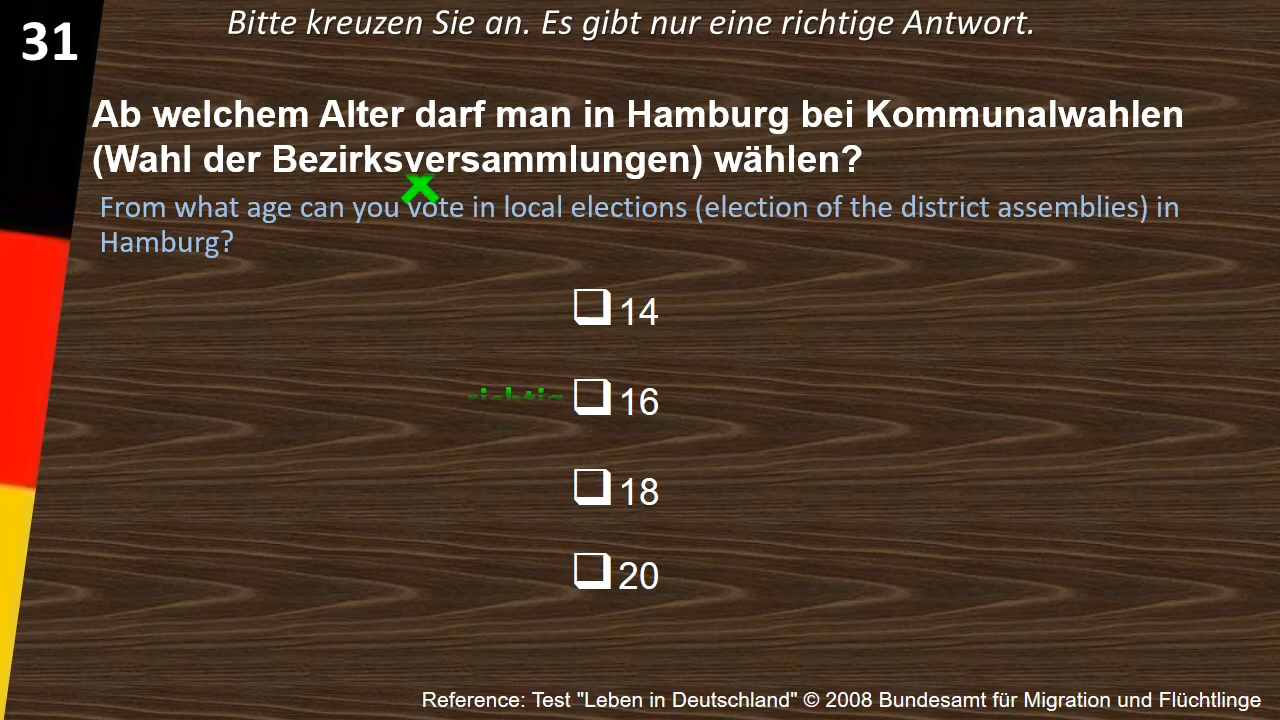 31
Bitte kreuzen Sie an. Es gibt nur eine richtige Antwort.
Ab welchem Alter darf man in Hamburg bei Kommunalwahlen
(Wahl der Bezirksversammlungen) wählen?
From what age can you vote in local elections (election of the district assemblies) in
Hamburg?
❑ 14
richtig ❑ 16
❑ 18
❑ 20
Reference: Test "Leben in Deutschland" © 2008 Bundesamt für Migration und Flüchtlinge